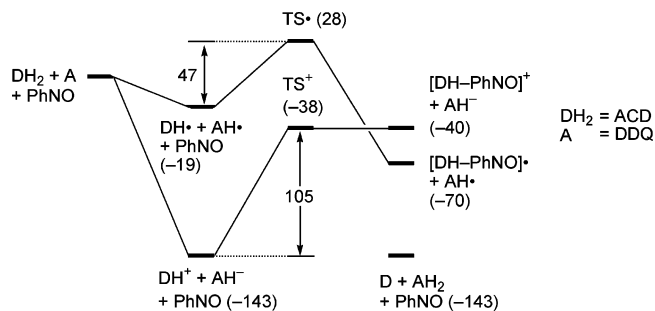 TS• (28)
47
DH₂ + A
+ PhNO
DH• + AH•
+ PhNO
(–19)
TS⁺
(–38)
[DH–PhNO]⁺
+ AH⁻
(–40)
DH₂ = ACD
A = DDQ
[DH–PhNO]•
+ AH•
(–70)
105
DH⁺ + AH⁻
+ PhNO (–143)
D + AH₂
+ PhNO (–143)